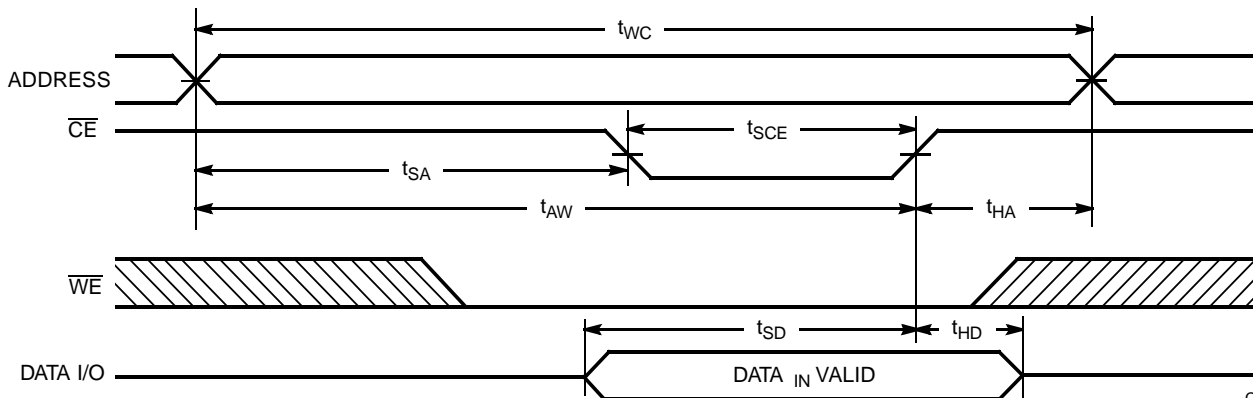 tWC
ADDRESS
CE
tSCE
tSA
tAW
tHA
WE
tSD
tHD
DATA I/O
DATA IN VALID